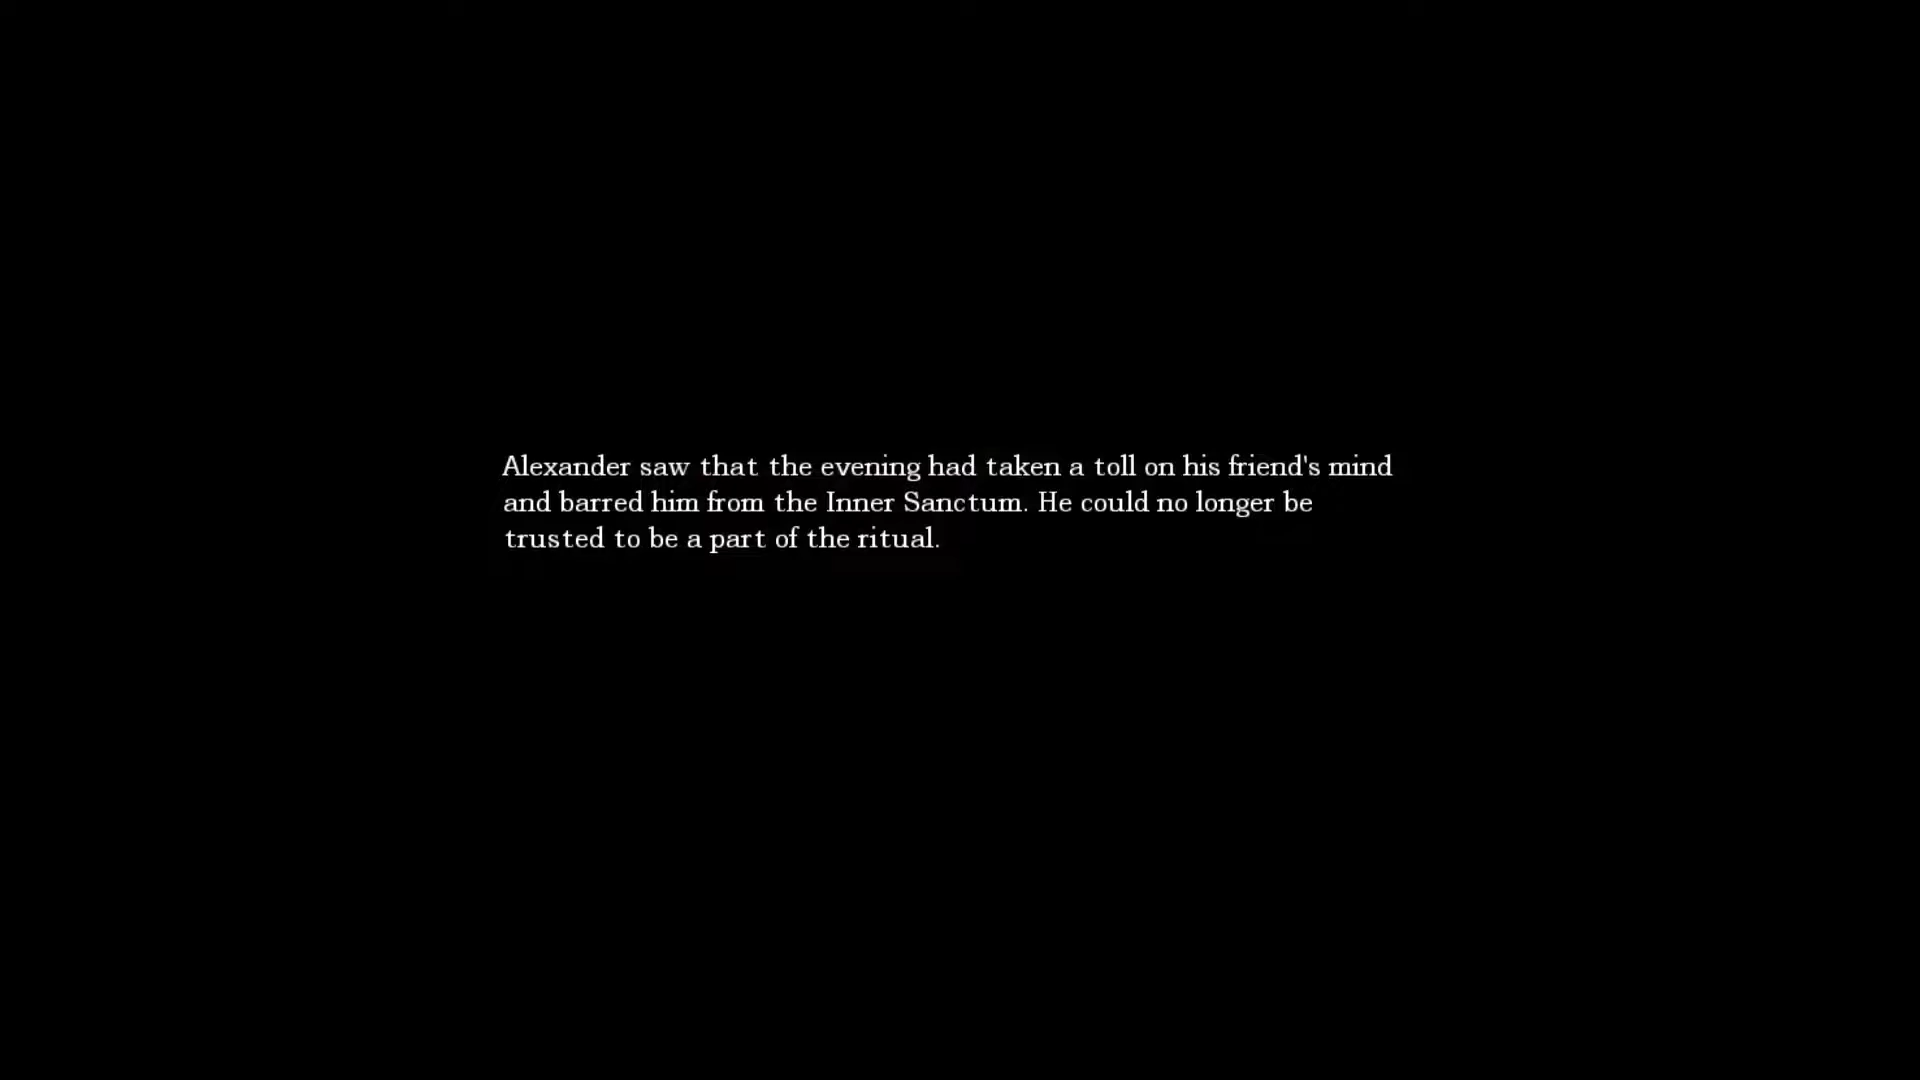 Alexander saw that the evening had taken a toll on his friend's mind
and barred him from the Inner Sanctum. He could no longer be
trusted to be a part of the ritual.